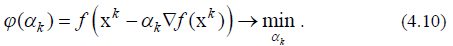 φ(α_k) = f(x^k − α_k∇f(x^k)) → min_{α_k} . (4.10)